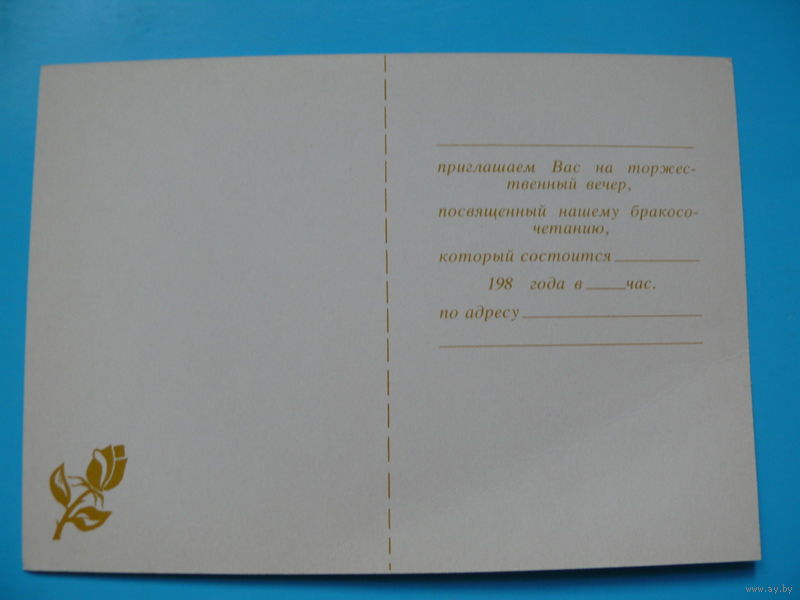 приглашаем Вас на торжес-
твенный вечер,
посвященный нашему бракосо-
четанию,
который состоится
198 года в час.
по адресу
www.ay.by